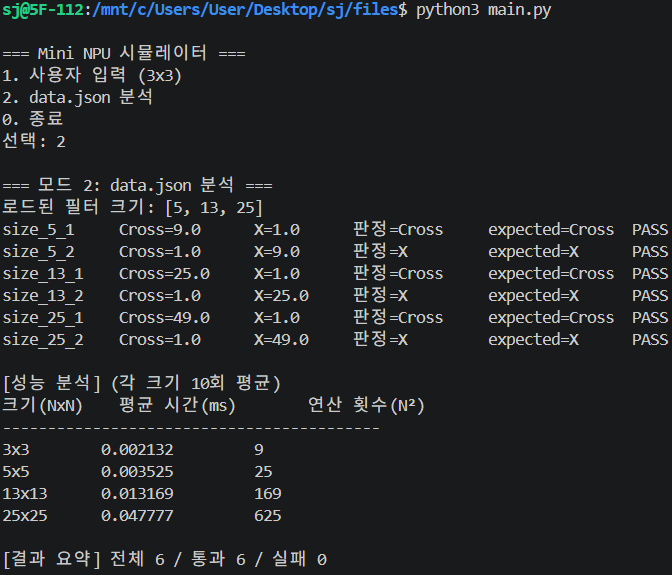 sj@5F-112:/mnt/c/Users/User/Desktop/sj/files$ python3 main.py
=== Mini NPU 시뮬레이터 ===
1. 사용자 입력 (3x3)
2. data.json 분석
0. 종료
선택: 2
=== 모드 2: data.json 분석 ===
로드된 필터 크기: [5, 13, 25]
size_5_1 Cross=9.0 X=1.0 판정=Cross expected=Cross PASS
size_5_2 Cross=1.0 X=9.0 판정=X expected=X PASS
size_13_1 Cross=25.0 X=1.0 판정=Cross expected=Cross PASS
size_13_2 Cross=1.0 X=25.0 판정=X expected=X PASS
size_25_1 Cross=49.0 X=1.0 판정=Cross expected=Cross PASS
size_25_2 Cross=1.0 X=49.0 판정=X expected=X PASS
[성능 분석] (각 크기 10회 평균)
크기(NxN) 평균 시간(ms) 연산 횟수(N²)
------------------------------------------
3x3 0.002132 9
5x5 0.003525 25
13x13 0.013169 169
25x25 0.047777 625
[결과 요약] 전체 6 / 통과 6 / 실패 0